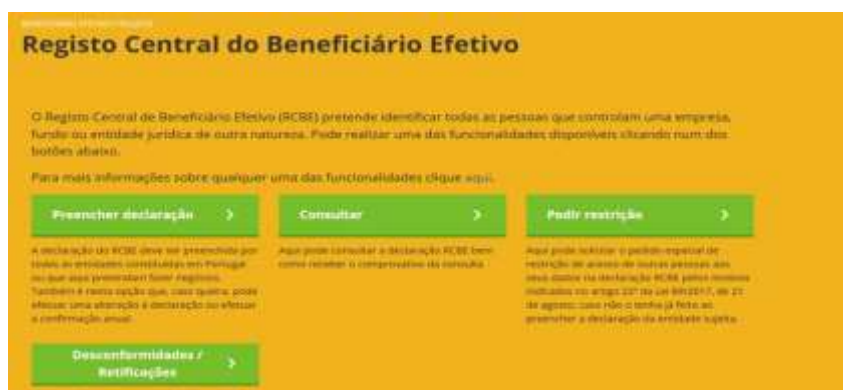 Registo Central do Beneficiário Efetivo
O Registo Central de Beneficiário Efetivo (RCBE) pretende identificar todas as pessoas que controlam uma empresa,
fundo ou entidade jurídica de outra natureza. Pode realizar uma das funcionalidades disponíveis clicando num dos
botões abaixo.
Para mais informações sobre qualquer uma das funcionalidades clique aqui.
Preencher declaração
Consultar
Pedir restrição
A declaração do RCBE deve ser preenchida por
todas as entidades constituídas em Portugal
ou que aqui pretendam fazer negócios.
Também é nesta opção que, caso queira, pode
efetuar uma alteração à declaração ou efetuar
a confirmação anual.
Aqui pode consultar a declaração RCBE bem
como receber o comprovativo da consulta
Aqui pode solicitar o pedido especial de
restrição de acesso de outras pessoas aos
seus dados na declaração RCBE pelos motivos
indicados no artigo 22º da Lei 89/2017, de 21
de agosto, caso não o tenha já feito ao
preencher a declaração da entidade sujeita.
Desconformidades /
Retificações